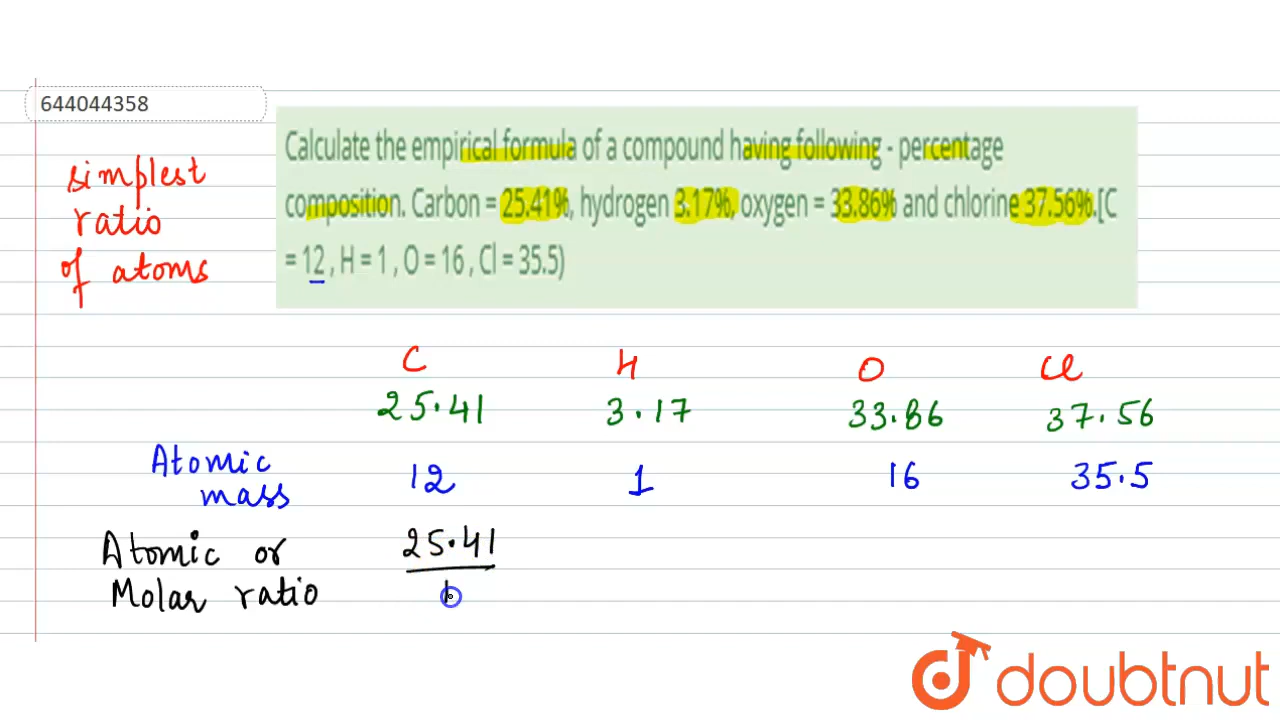 644044358
Calculate the empirical formula of a compound having following - percentage
composition. Carbon = 25.41%, hydrogen 3.17%, oxygen = 33.86% and chlorine 37.56%.[C
= 12 , H = 1 , O = 16 , Cl = 35.5)
simplest
ratio
of atoms
C H O Cl
25.41 3.17 33.86 37.56
Atomic
mass 12 1 16 35.5
Atomic or 25.41
Molar ratio 1
doubtnut